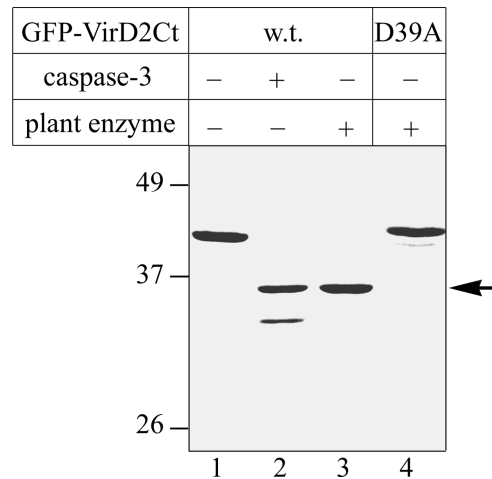 GFP-VirD2Ct w.t. D39A
caspase-3 – + – –
plant enzyme – – + +
49
37
26
1 2 3 4